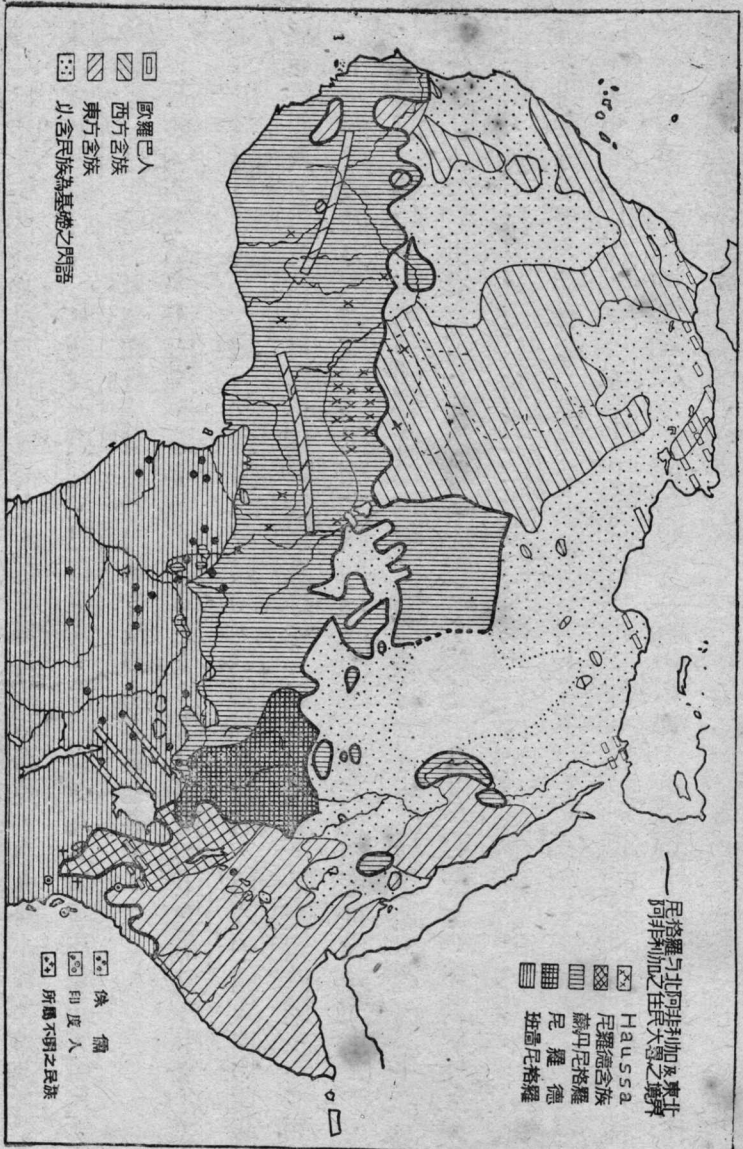 民格羅与北阿非利加及東北
阿非利加之住民大器之境界
Haussa
尼羅德含族
蘇丹尼格羅
尼羅德
班圖尼格羅
歐羅巴人
西方含族
東方含族
以含民族為基礎之閃語
侏儒
印度人
所屬不明之民族
A
B